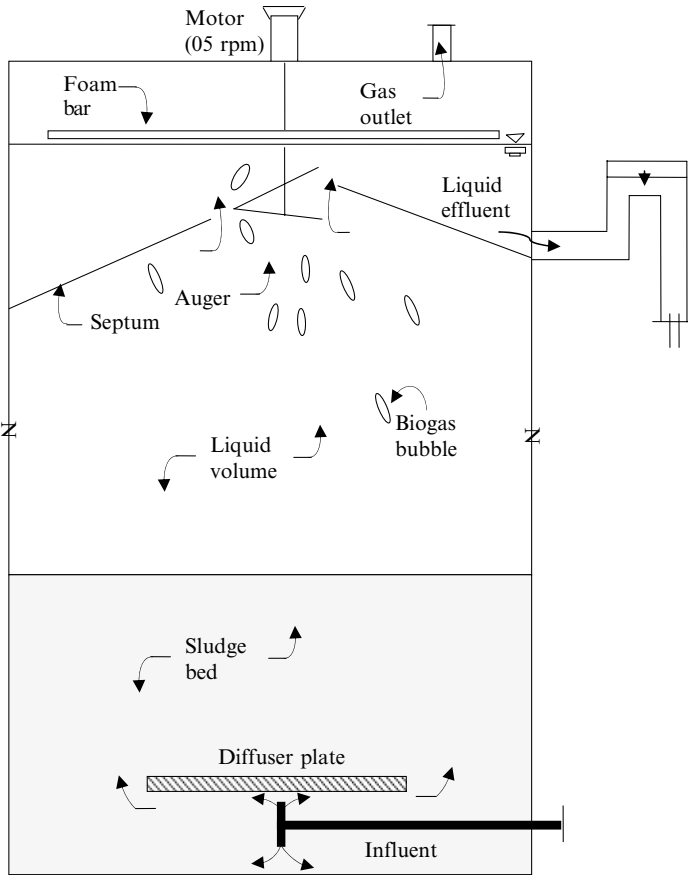 Motor
(05 rpm)
Foam
bar
Gas
outlet
Liquid
effluent
Auger
Septum
Biogas
bubble
Liquid
volume
Sludge
bed
Diffuser plate
Influent